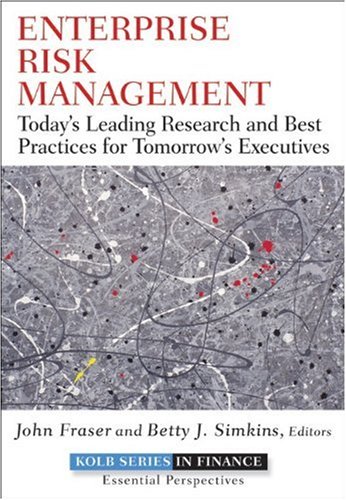 ENTERPRISE
RISK
MANAGEMENT
Today's Leading Research and Best
Practices for Tomorrow's Executives
John Fraser and Betty J. Simkins, Editors
KOLB SERIES IN FINANCE
Essential Perspectives